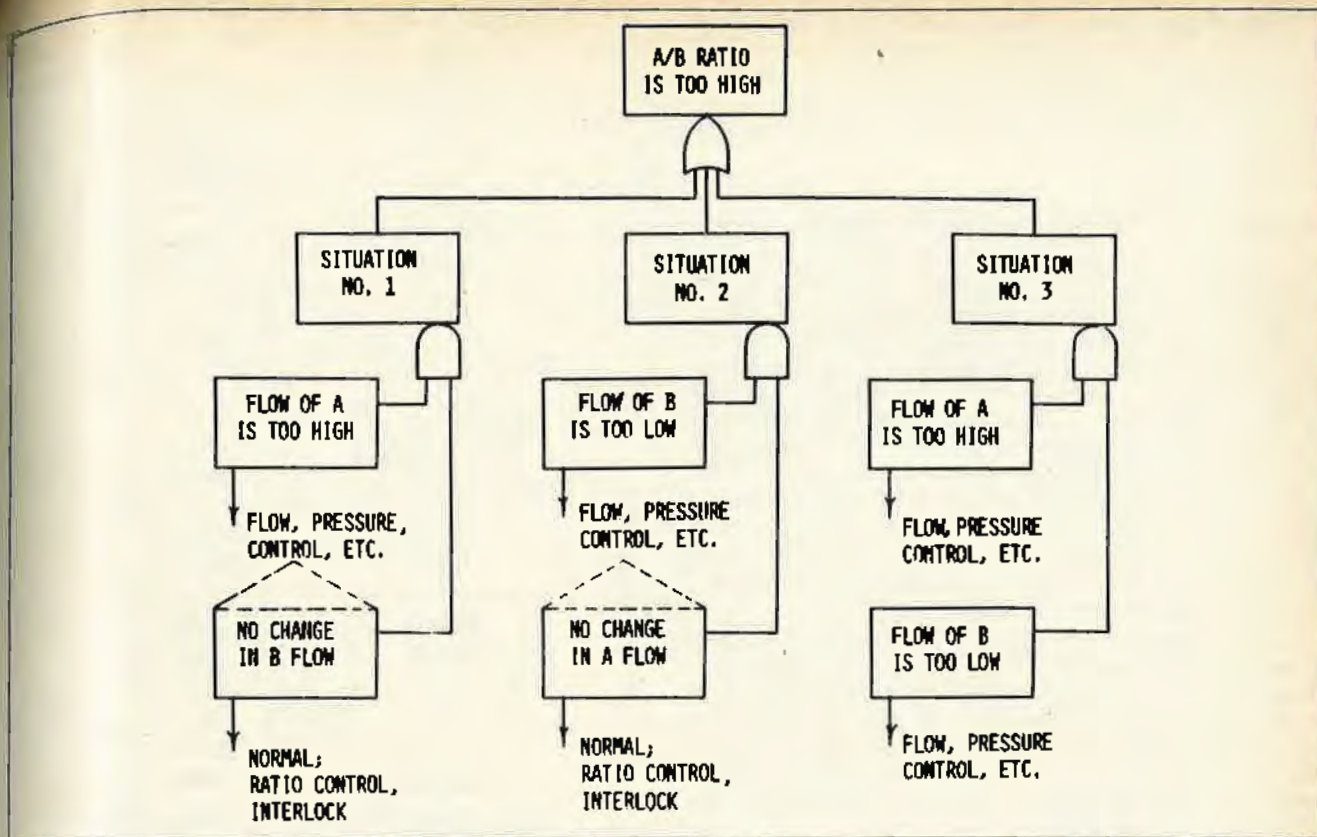 A/B RATIO
IS TOO HIGH
SITUATION
NO. 1
SITUATION
NO. 2
SITUATION
NO. 3
FLOW OF A
IS TOO HIGH
FLOW OF B
IS TOO LOW
FLOW OF A
IS TOO HIGH
FLOW, PRESSURE,
CONTROL, ETC.
FLOW, PRESSURE
CONTROL, ETC.
FLOW, PRESSURE
CONTROL, ETC.
NO CHANGE
IN B FLOW
NO CHANGE
IN A FLOW
FLOW OF B
IS TOO LOW
NORMAL;
RATIO CONTROL,
INTERLOCK
NORMAL;
RATIO CONTROL,
INTERLOCK
FLOW, PRESSURE
CONTROL, ETC.